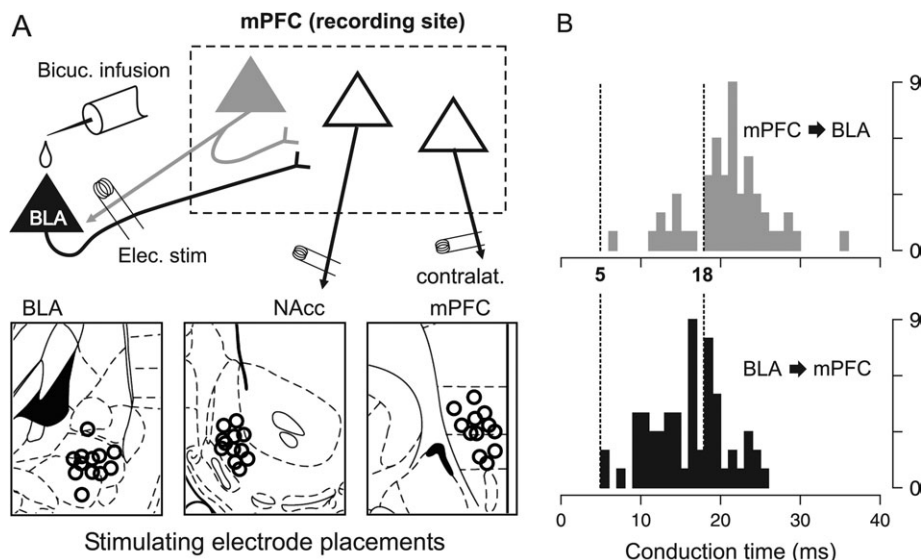 A
mPFC (recording site)
Bicuc. infusion
BLA
Elec. stim
contralat.
BLA
NAcc
mPFC
Stimulating electrode placements
B
9
mPFC ➡ BLA
0
5
18
9
BLA ➡ mPFC
0
0 10 20 30 40
Conduction time (ms)